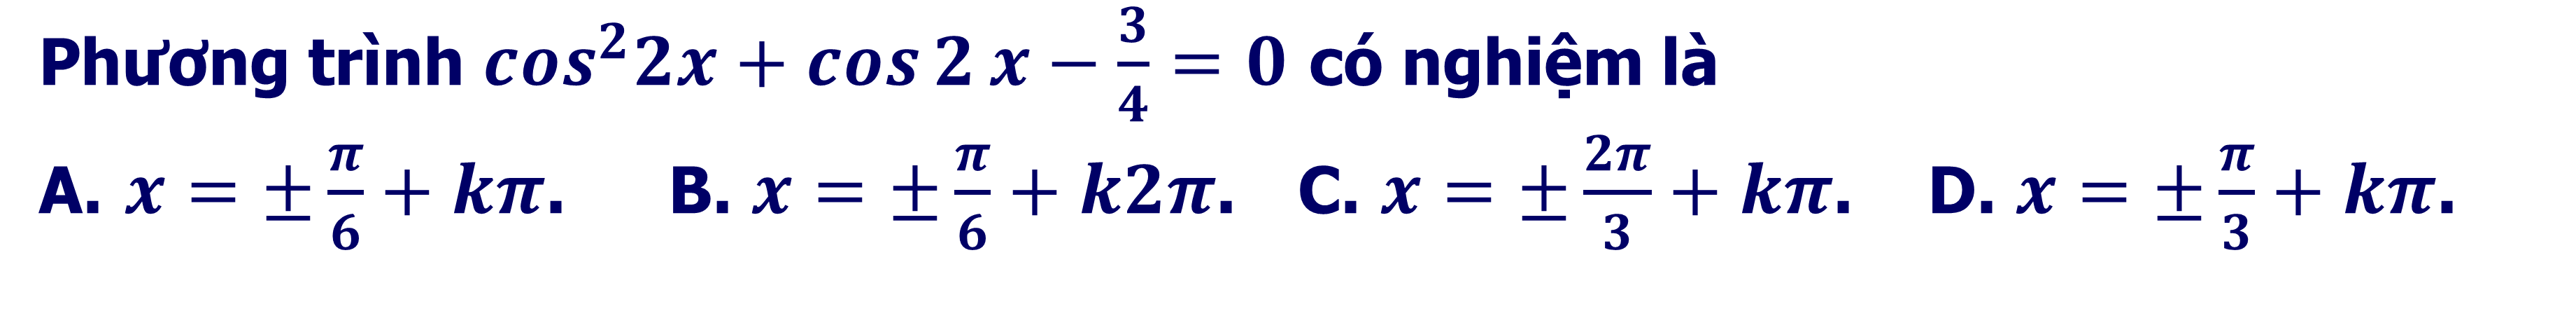 Phương trình cos²2x + cos 2 x − 3/4 = 0 có nghiệm là
A. x = ± π/6 + kπ. B. x = ± π/6 + k2π. C. x = ± 2π/3 + kπ. D. x = ± π/3 + kπ.